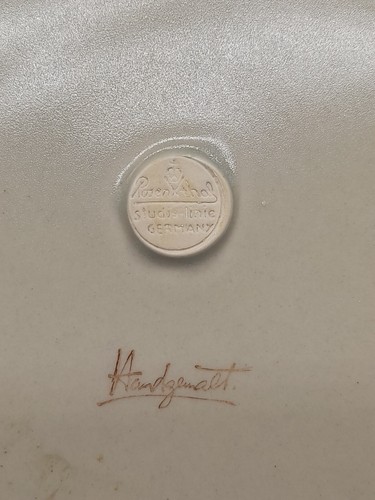 Rosenthal
Studio-linie
GERMANY
Handgemalt.